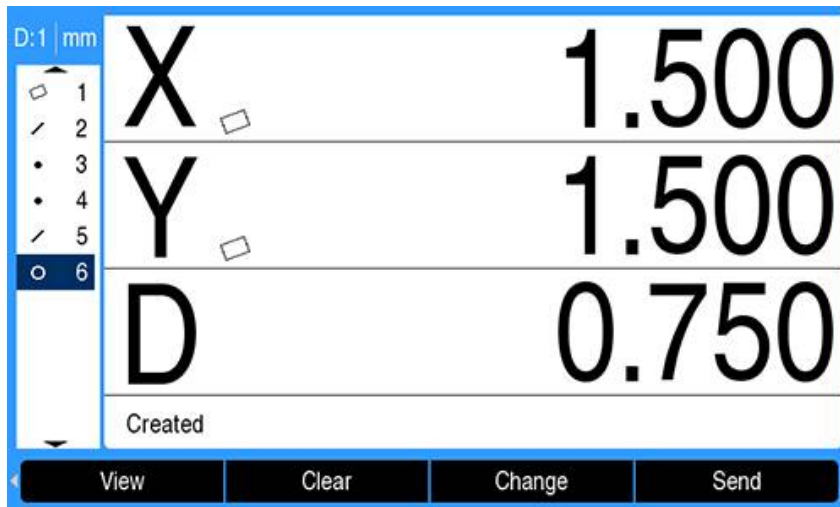 D:1 mm
1
2
3
4
5
6
X 1.500
Y 1.500
D 0.750
Created
View Clear Change Send